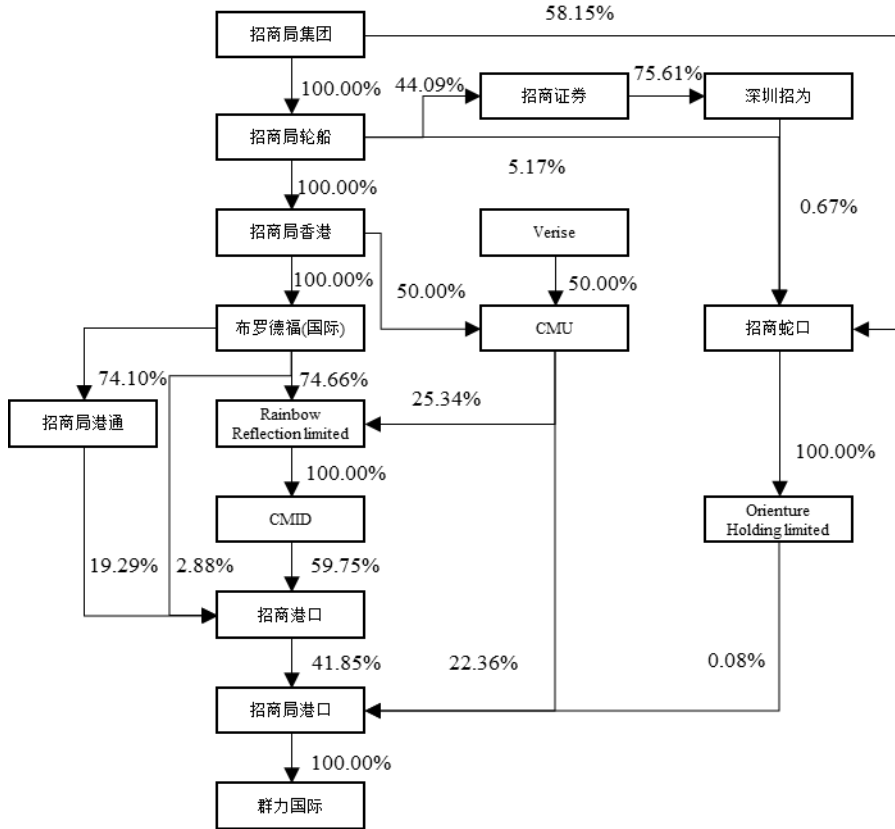 58.15%
招商局集团
100.00%
44.09%
招商证券
75.61%
深圳招为
招商局轮船
5.17%
100.00%
0.67%
招商局香港
Verise
100.00%
50.00%
50.00%
布罗德福(国际)
CMU
招商蛇口
74.10%
74.66%
25.34%
招商局港通
Rainbow
Reflection limited
100.00%
100.00%
CMID
Orienture
Holding limited
19.29%
2.88%
59.75%
招商港口
41.85%
22.36%
0.08%
招商局港口
100.00%
群力国际